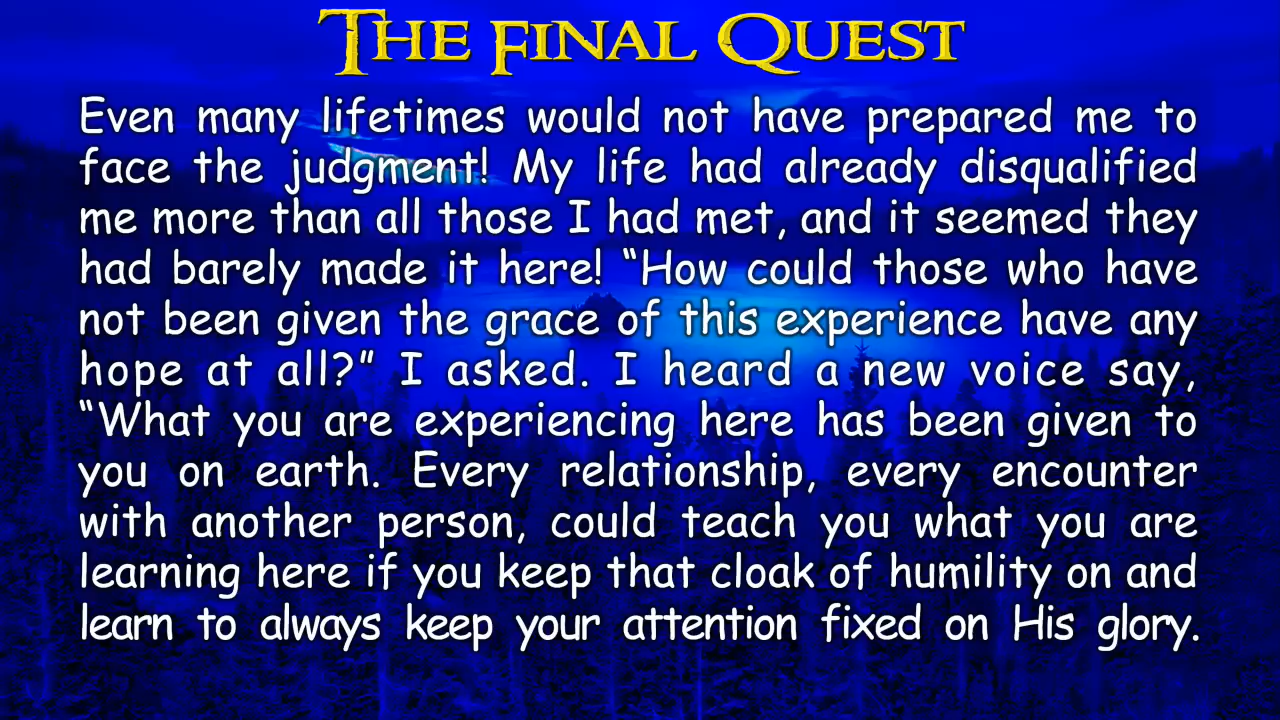 The Final Quest
Even many lifetimes would not have prepared me to
face the judgment! My life had already disqualified
me more than all those I had met, and it seemed they
had barely made it here! “How could those who have
not been given the grace of this experience have any
hope at all?” I asked. I heard a new voice say,
“What you are experiencing here has been given to
you on earth. Every relationship, every encounter
with another person, could teach you what you are
learning here if you keep that cloak of humility on and
learn to always keep your attention fixed on His glory.